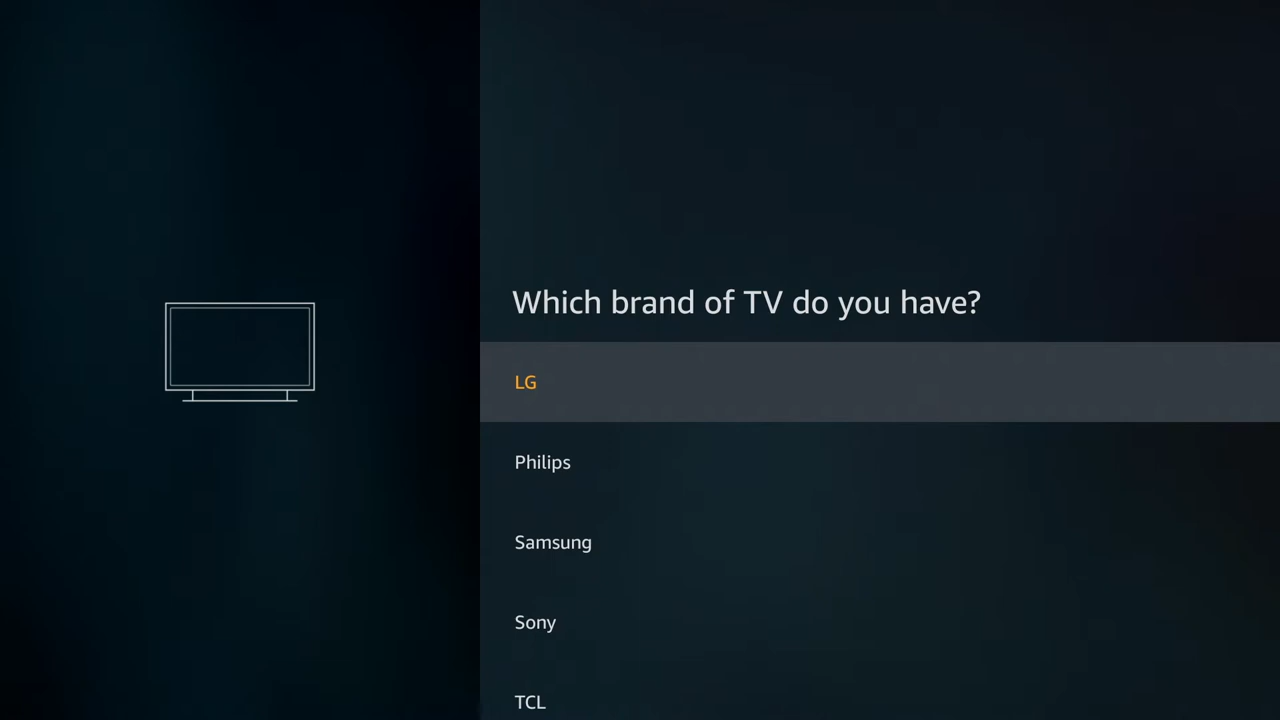 Which brand of TV do you have?
LG
Philips
Samsung
Sony
TCL